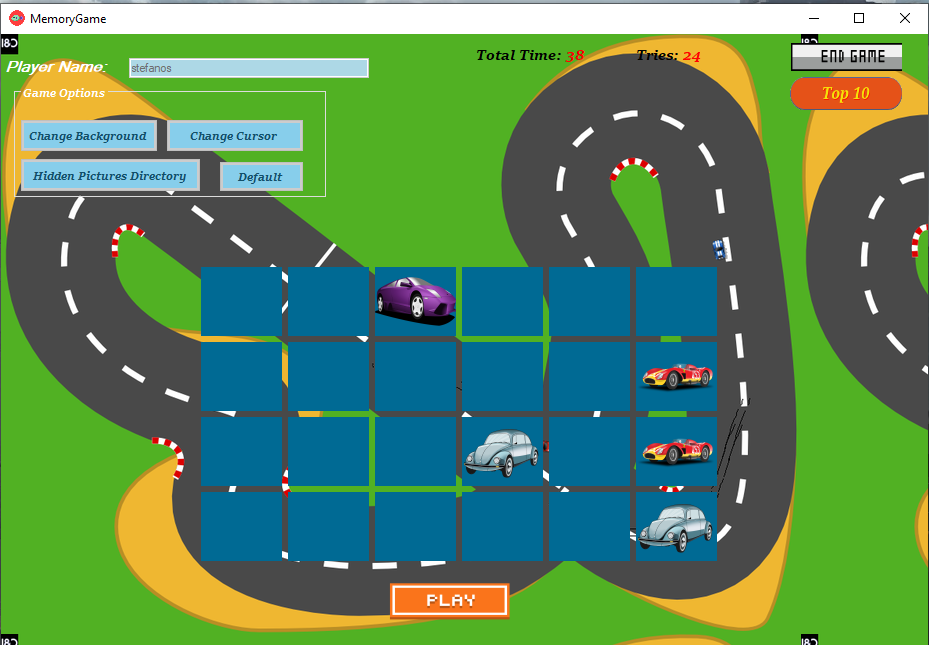 MemoryGame
Total Time: 38
Tries: 24
END GAME
Player Name:
stefanos
Top 10
Game Options
Change Background
Change Cursor
Hidden Pictures Directory
Default
PLAY